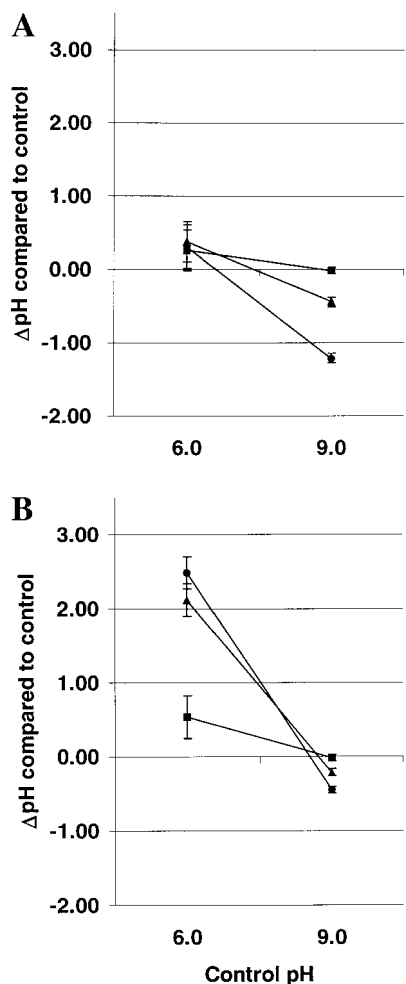 A
ΔpH compared to control
3.00
2.00
1.00
0.00
-1.00
-2.00
6.0 9.0
B
ΔpH compared to control
3.00
2.00
1.00
0.00
-1.00
-2.00
6.0 9.0
Control pH